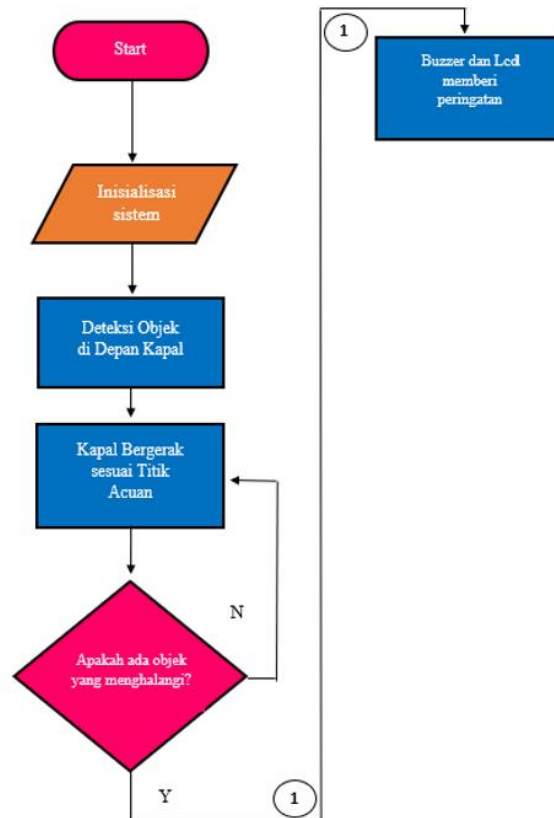 Start
Inisialisasi
sistem
Deteksi Objek
di Depan Kapal
Kapal Bergerak
sesuai Titik
Acuan
N
Apakah ada objek
yang menghalangi?
Y
1
1
Buzzer dan Lcd
memberi
peringatan